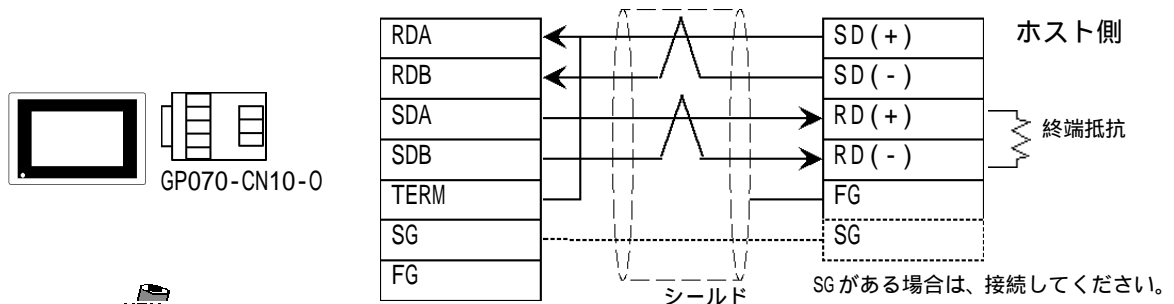 RDA
RDB
SDA
SDB
TERM
SG
FG
SD(+)
SD(-)
RD(+)
RD(-)
FG
SG
ホスト側
終端抵抗
GP070-CN10-0
シールド
SGがある場合は、接続してください。